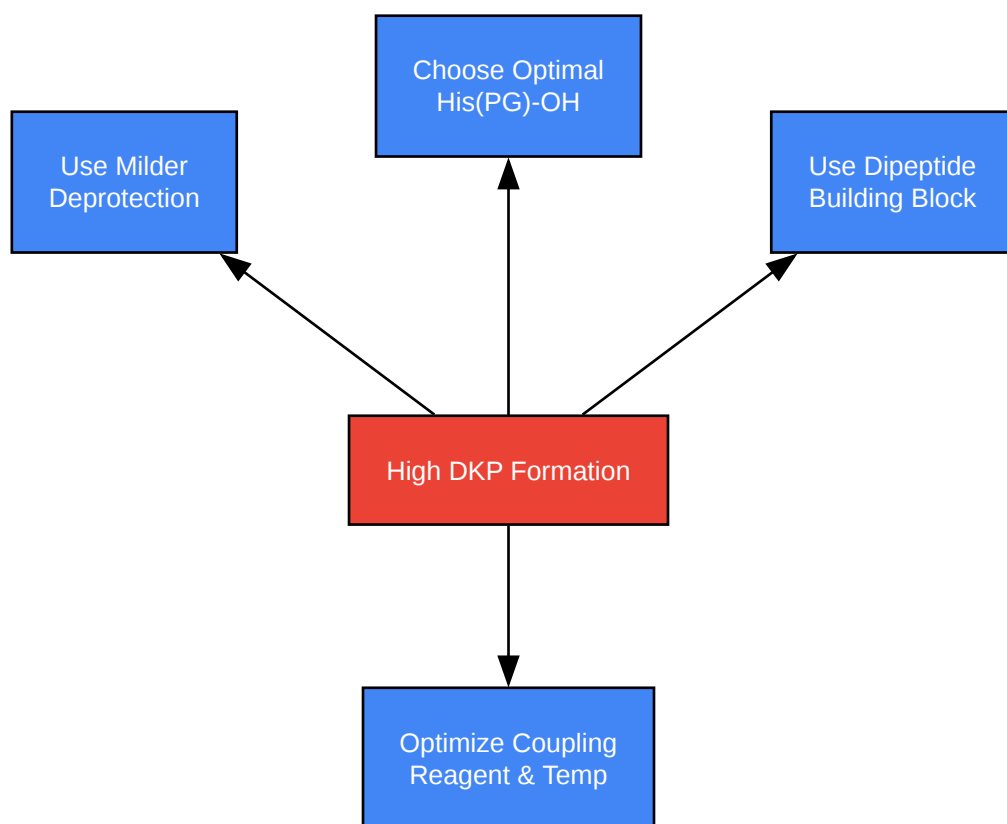 Choose Optimal
His(PG)-OH
Use Milder
Deprotection
Use Dipeptide
Building Block
High DKP Formation
Optimize Coupling
Reagent & Temp